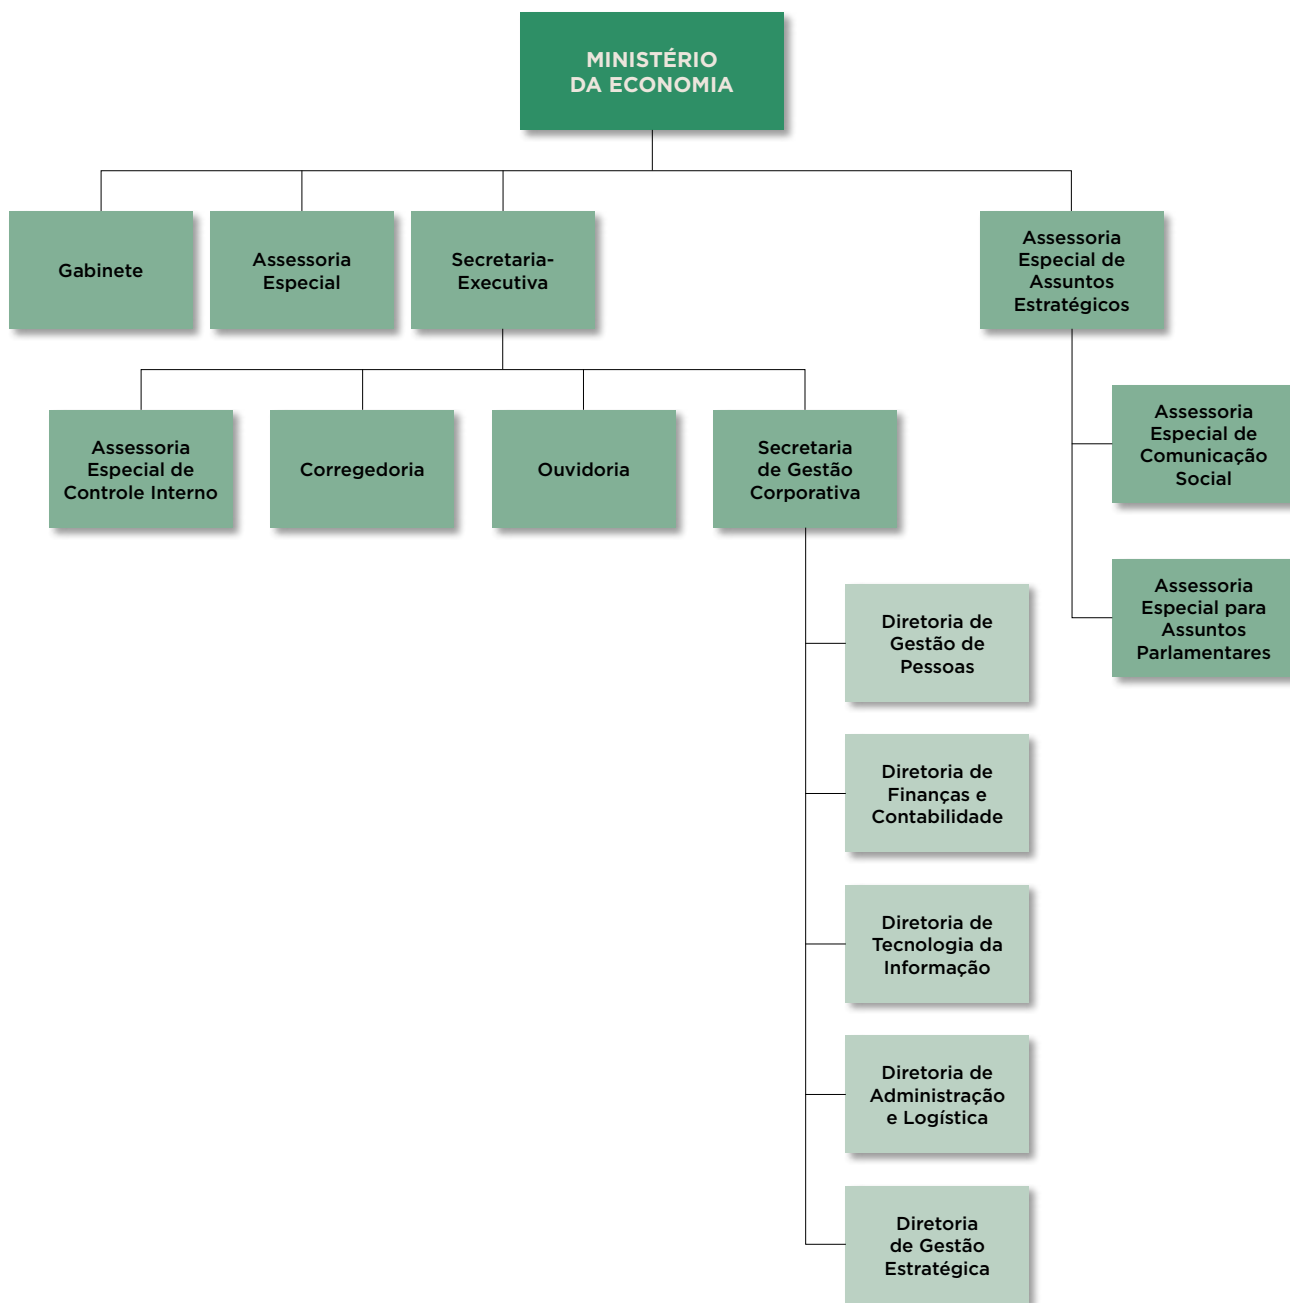 MINISTÉRIO
DA ECONOMIA
Gabinete
Assessoria
Especial
Secretaria-
Executiva
Assessoria
Especial de
Assuntos
Estratégicos
Assessoria
Especial de
Controle Interno
Corregedoria
Ouvidoria
Secretaria
de Gestão
Corporativa
Assessoria
Especial de
Comunicação
Social
Assessoria
Especial para
Assuntos
Parlamentares
Diretoria de
Gestão de
Pessoas
Diretoria de
Finanças e
Contabilidade
Diretoria de
Tecnologia da
Informação
Diretoria de
Administração
e Logística
Diretoria
de Gestão
Estratégica